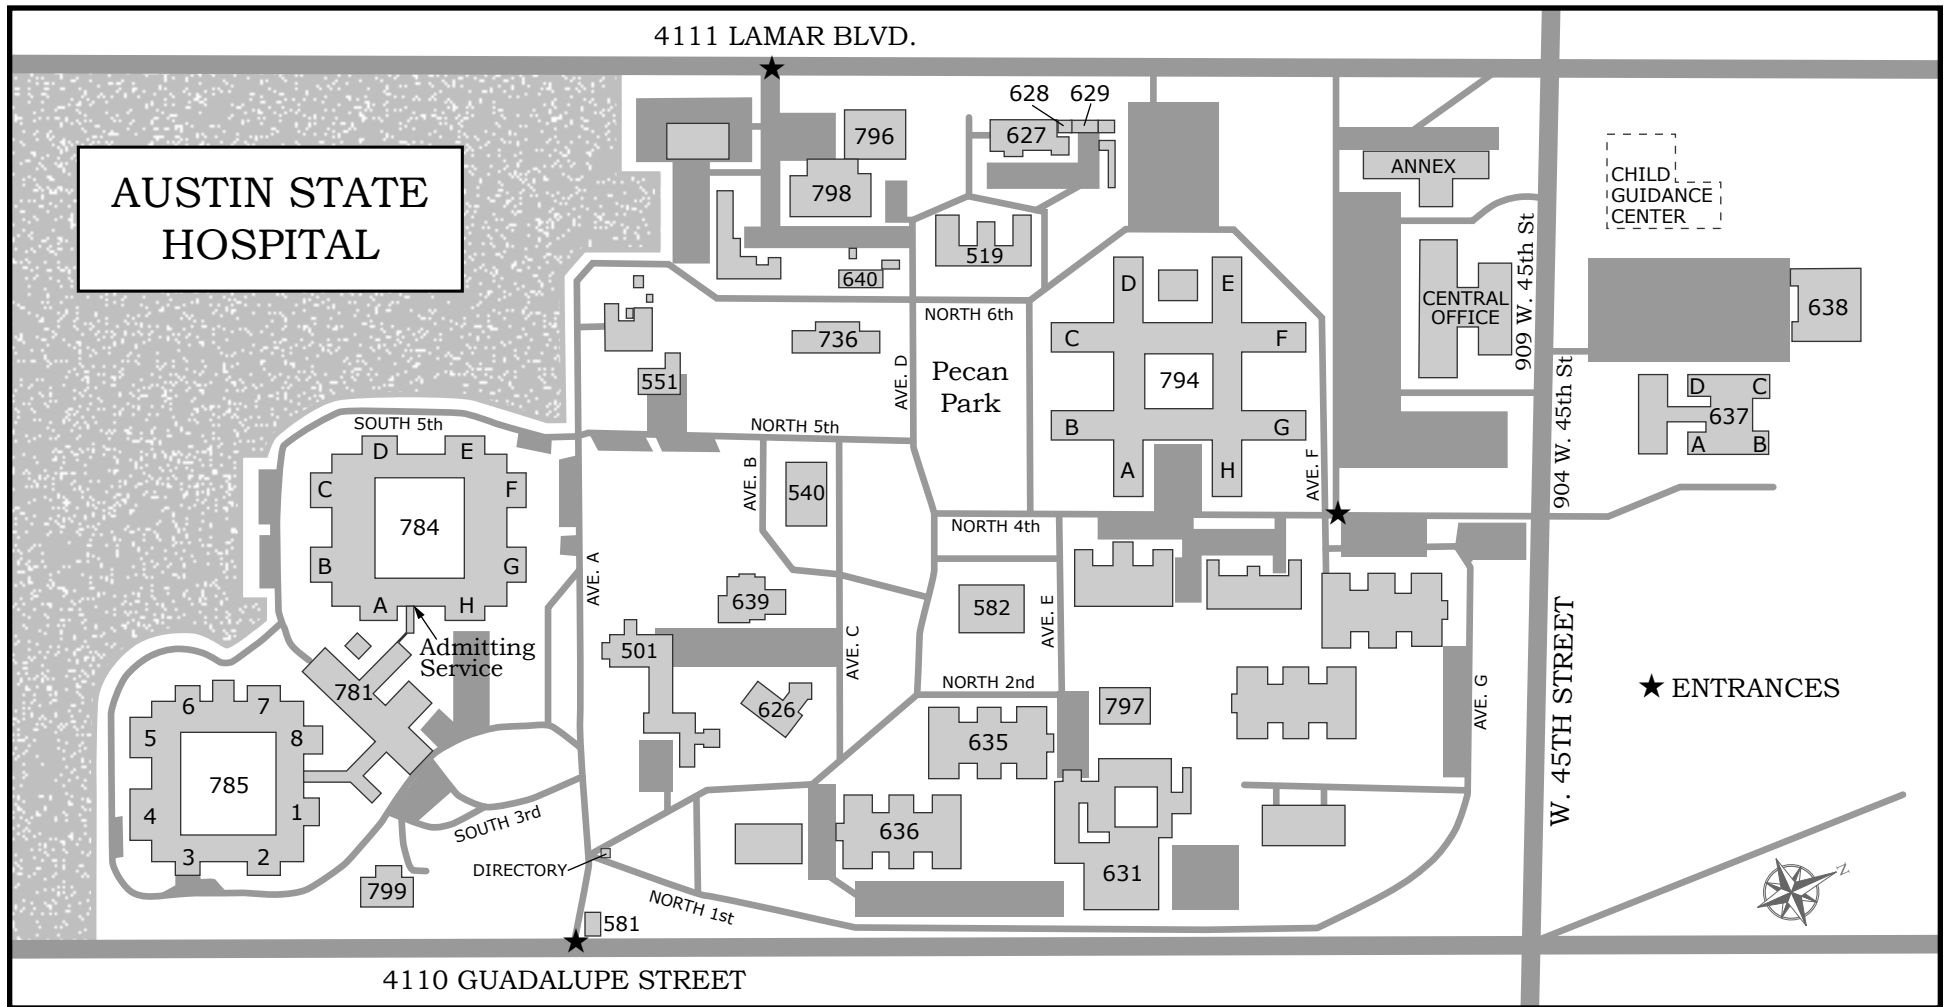 4111 LAMAR BLVD.
AUSTIN STATE
HOSPITAL
628
629
627
796
798
519
640
NORTH 6th
736
551
AVE. D
Pecan
Park
D
E
C
F
794
B
G
A
H
AVE. F
ANNEX
CENTRAL
OFFICE
909 W. 45th St
904 W. 45th St
CHILD
GUIDANCE
CENTER
638
D
C
637
A
B
SOUTH 5th
D
E
C
F
784
B
G
A
H
Admitting
Service
NORTH 5th
AVE. B
540
AVE. A
639
501
AVE. C
626
NORTH 4th
582
AVE. E
NORTH 2nd
797
635
636
631
AVE. G
W. 45TH STREET
ENTRANCES
781
6
7
5
8
785
4
1
3
2
SOUTH 3rd
799
DIRECTORY
NORTH 1st
581
N
4110 GUADALUPE STREET